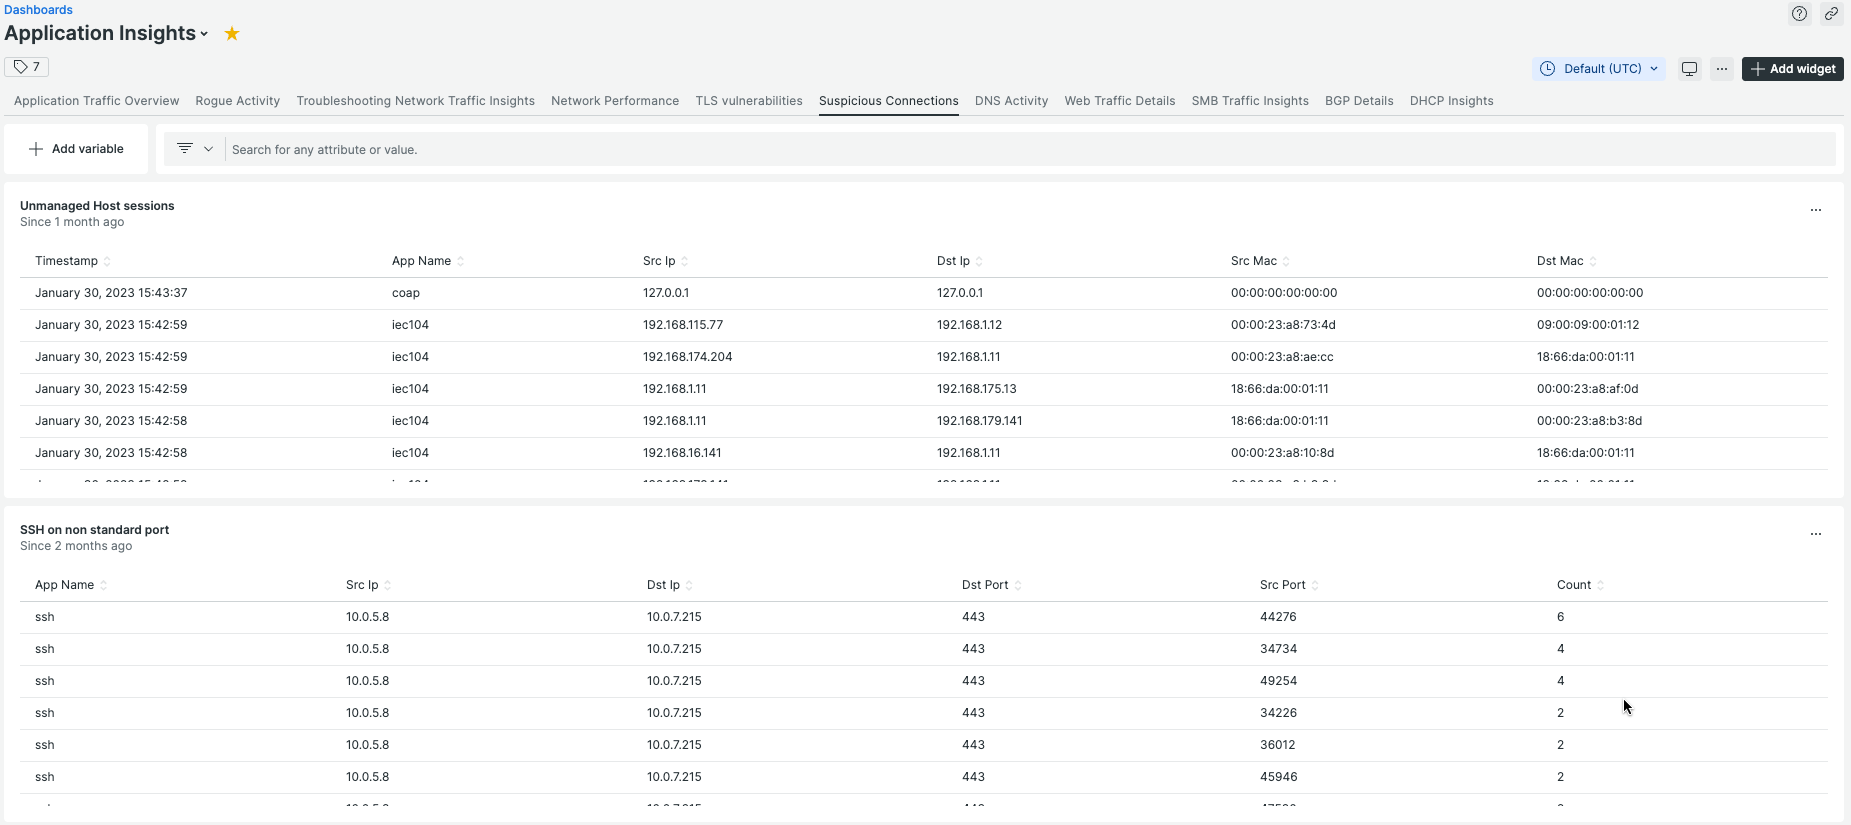 Dashboards
Application Insights
7
Default (UTC)
Add widget
Application Traffic Overview Rogue Activity Troubleshooting Network Traffic Insights Network Performance TLS vulnerabilities Suspicious Connections DNS Activity Web Traffic Details SMB Traffic Insights BGP Details DHCP Insights
Add variable
Search for any attribute or value.
Unmanaged Host sessions
Since 1 month ago
Timestamp App Name Src Ip Dst Ip Src Mac Dst Mac
January 30, 2023 15:43:37 coap 127.0.0.1 127.0.0.1 00:00:00:00:00:00 00:00:00:00:00:00
January 30, 2023 15:42:59 iec104 192.168.115.77 192.168.1.12 00:00:23:a8:73:4d 09:00:09:00:01:12
January 30, 2023 15:42:59 iec104 192.168.174.204 192.168.1.11 00:00:23:a8:ae:cc 18:66:da:00:01:11
January 30, 2023 15:42:59 iec104 192.168.1.11 192.168.175.13 18:66:da:00:01:11 00:00:23:a8:af:0d
January 30, 2023 15:42:58 iec104 192.168.1.11 192.168.179.141 18:66:da:00:01:11 00:00:23:a8:b3:8d
January 30, 2023 15:42:58 iec104 192.168.16.141 192.168.1.11 00:00:23:a8:10:8d 18:66:da:00:01:11
SSH on non standard port
Since 2 months ago
App Name Src Ip Dst Ip Dst Port Src Port Count
ssh 10.0.5.8 10.0.7.215 443 44276 6
ssh 10.0.5.8 10.0.7.215 443 34734 4
ssh 10.0.5.8 10.0.7.215 443 49254 4
ssh 10.0.5.8 10.0.7.215 443 34226 2
ssh 10.0.5.8 10.0.7.215 443 36012 2
ssh 10.0.5.8 10.0.7.215 443 45946 2